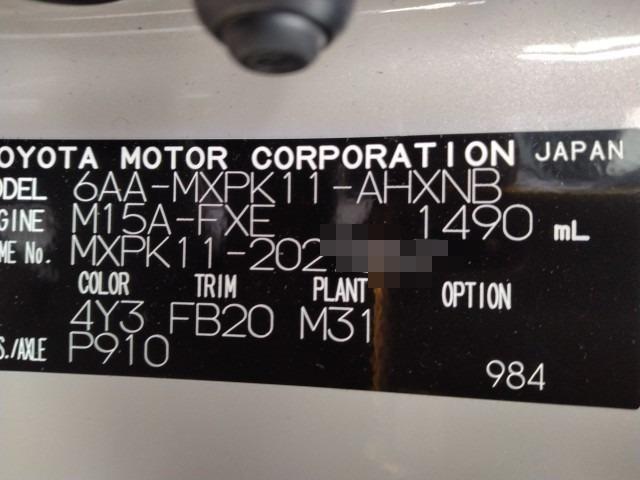 OYOTA MOTOR CORPORATION JAPAN
ODEL 6AA-MXPK11-AHXNB
GINE M15A-FXE 1490 mL
ME No. MXPK11-202
COLOR TRIM PLANT OPTION
4Y3 FB20 M31
S./AXLE P910
984